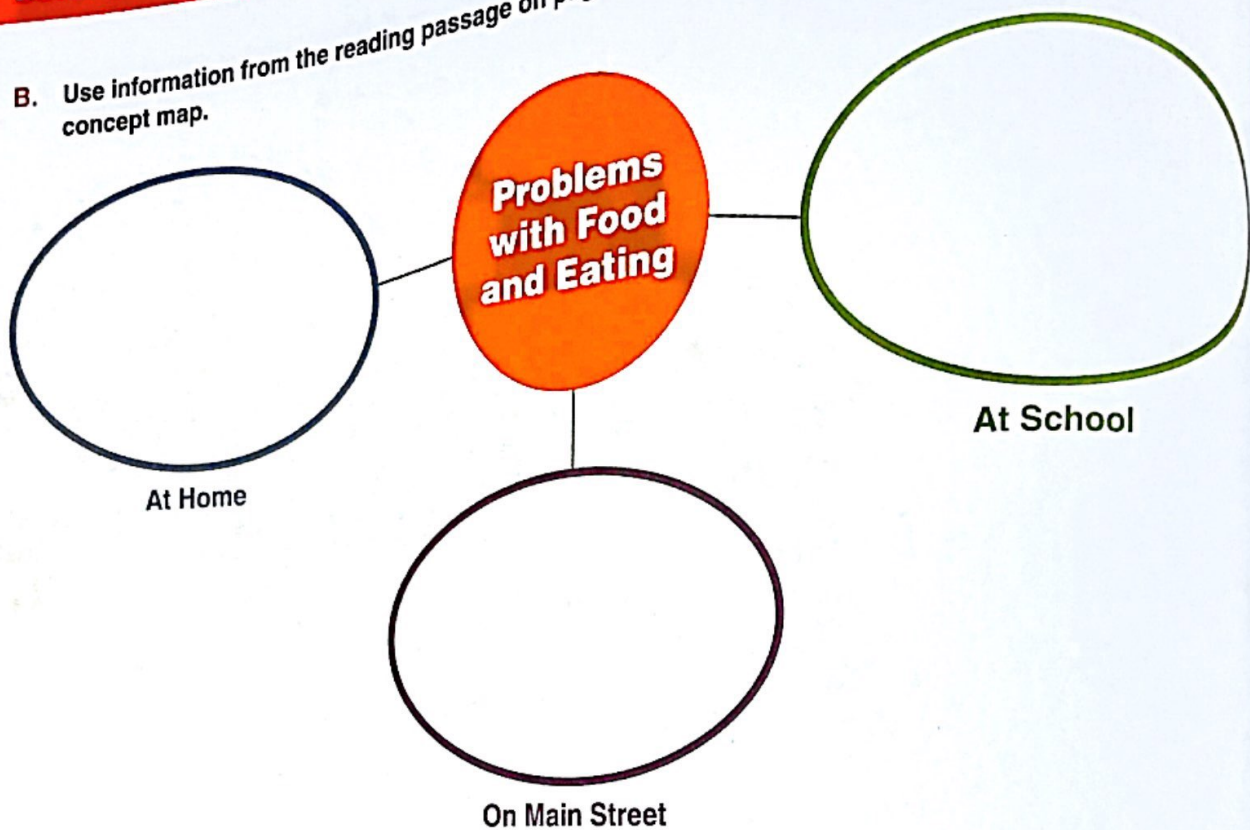 B. Use information from the reading passage on
concept map.
Problems
with Food
and Eating
At Home
At School
On Main Street